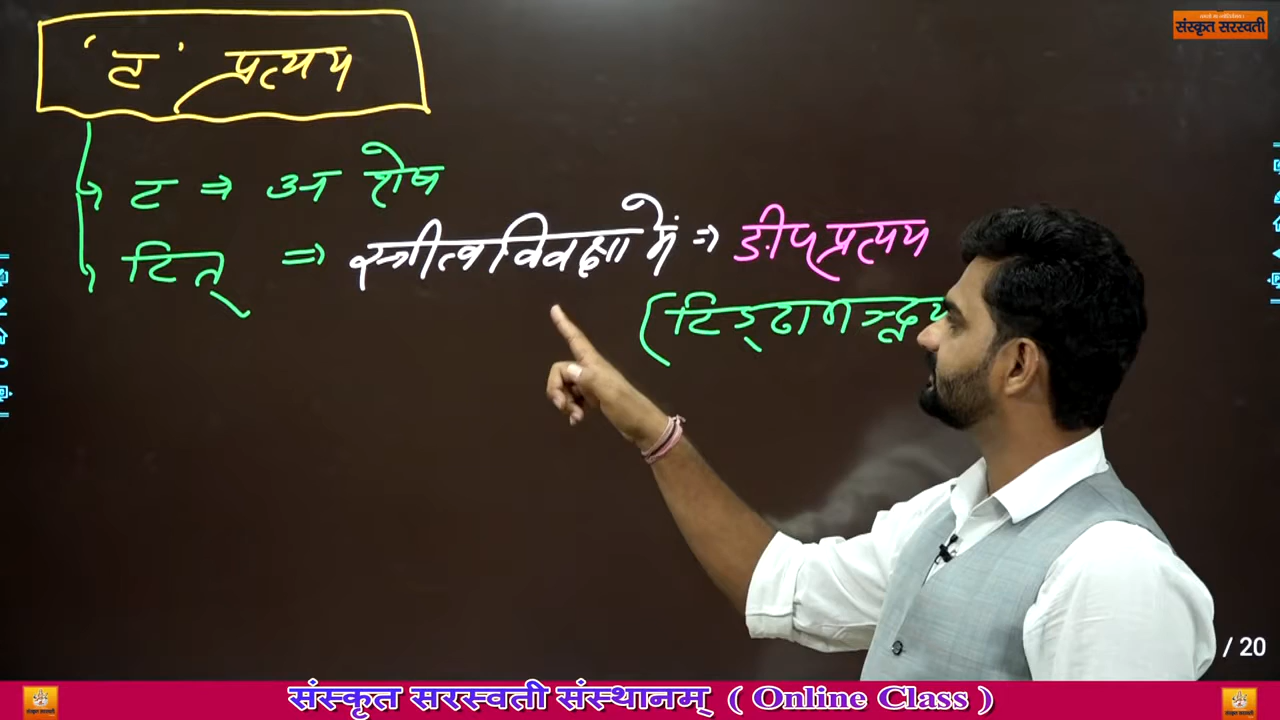 'ट' प्रत्यय
संस्कृत सरस्वती
ट ⇒ अ शेष
टित् ⇒ स्त्रीत्वविवक्षा में ⇒ ङीप्प्रत्यय
(टिड्ढाणञ्द्वय
/ 20
संस्कृत सरस्वती संस्थानम् ( Online Class )